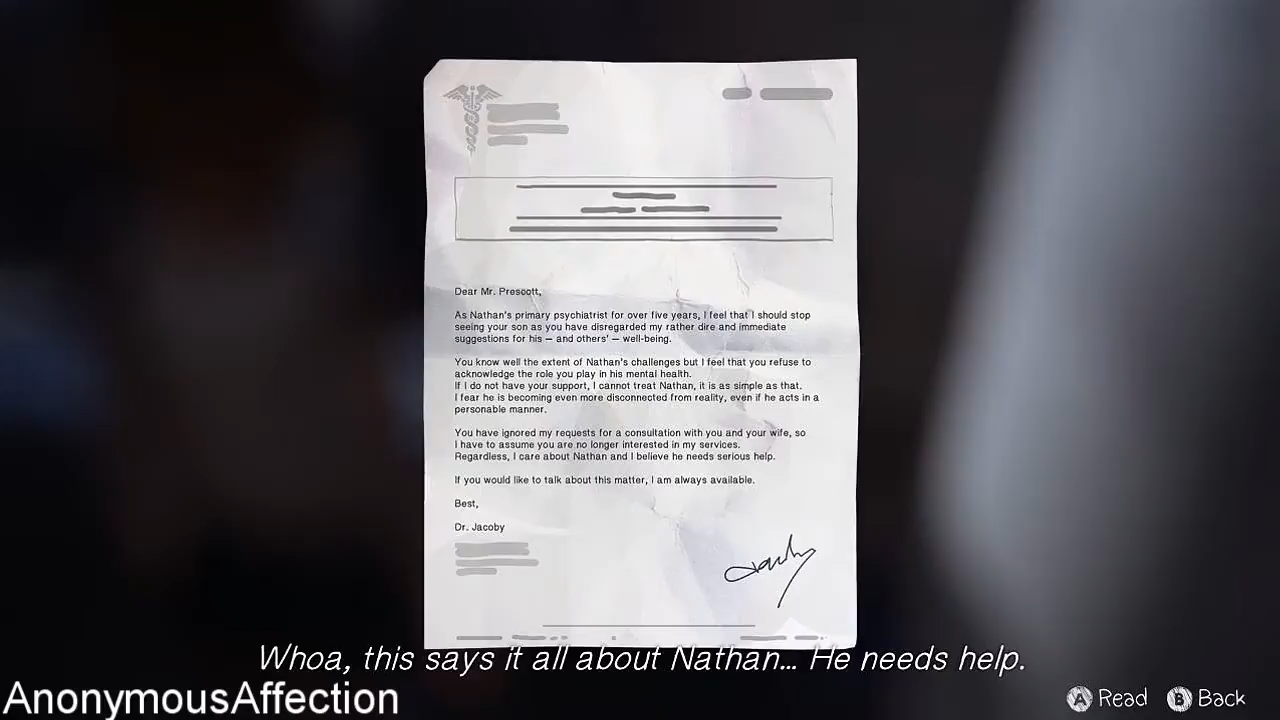 Dear Mr. Prescott,
As Nathan's primary psychiatrist for over five years, I feel that I should stop
seeing your son as you have disregarded my rather dire and immediate
suggestions for his — and others' — well-being.
You know well the extent of Nathan's challenges but I feel that you refuse to
acknowledge the role you play in his mental health.
If I do not have your support, I cannot treat Nathan, it is as simple as that.
I fear he is becoming even more disconnected from reality, even if he acts in a
personable manner.
You have ignored my requests for a consultation with you and your wife, so
I have to assume you are no longer interested in my services.
Regardless, I care about Nathan and I believe he needs serious help.
If you would like to talk about this matter, I am always available.
Best,
Dr. Jacoby
Whoa, this says it all about Nathan... He needs help.
AnonymousAffection
A Read B Back